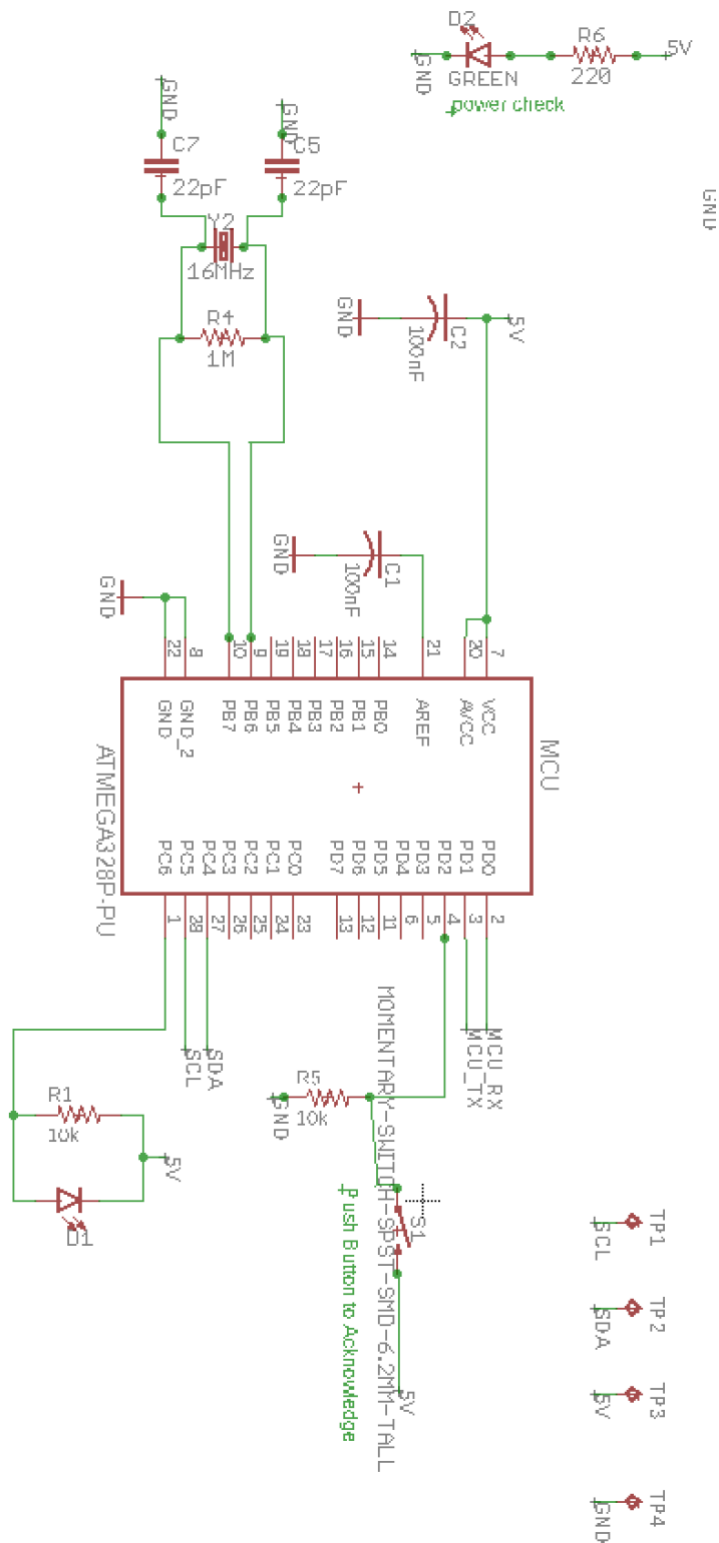 D2
R6
5V
GND
GREEN
220
power check
GND
GND
C7
C5
22pF
22pF
GND
Y2
16MHz
R4
1M
GND
C2
100nF
5V
GND
C1
100nF
GND
22
8
10
9
19
18
17
16
15
14
21
20
7
GND
GND_2
PB7
PB6
PB5
PB4
PB3
PB2
PB1
PB0
AREF
AVCC
VCC
MCU
ATMEGA328P-PU
PC6
PC5
PC4
PC3
PC2
PC1
PC0
PD7
PD6
PD5
PD4
PD3
PD2
PD1
PD0
1
28
27
26
25
24
23
13
12
11
6
5
4
3
2
MCU_RX
MCU_TX
SDA
SCL
MOMENTARY-SWITCH-SPST-SMD-6.2MM-TALL
R5
10k
GND
R1
10k
5V
D1
S1
Push Button to Acknowledge
5V
TP1
SCL
TP2
SDA
TP3
5V
TP4
GND